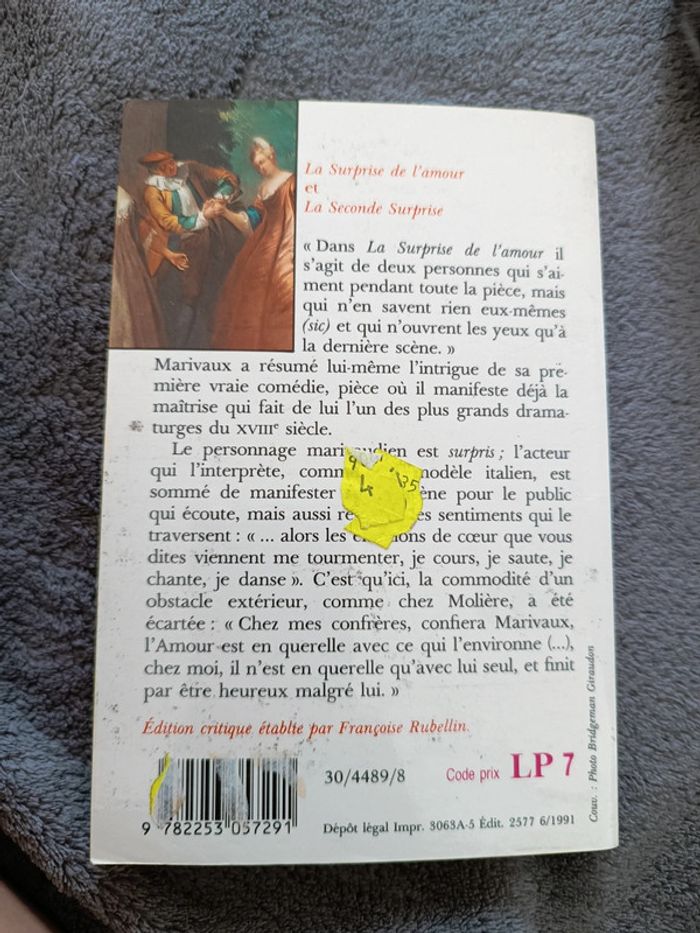 La Surprise de l'amour
et
La Seconde Surprise
« Dans La Surprise de l'amour il
s'agit de deux personnes qui s'ai-
ment pendant toute la pièce, mais
qui n'en savent rien eux-mêmes
(sic) et qui n'ouvrent les yeux qu'à
la dernière scène. »
Marivaux a résumé lui-même l'intrigue de sa pre-
mière vraie comédie, pièce où il manifeste déjà la
maîtrise qui fait de lui l'un des plus grands drama-
turges du XVIIIe siècle.
Le personnage marivaudien est surpris ; l'acteur
qui l'interprète, modèle italien, est
sommé de manifester pour le public
qui écoute, mais aussi sentiments qui le
traversent : « ... alors les de cœur que vous
dites viennent me tourmenter, je cours, je saute, je
chante, je danse ». C'est qu'ici, la commodité d'un
obstacle extérieur, comme chez Molière, a été
écartée : « Chez mes confrères, confiera Marivaux,
l'Amour est en querelle avec ce qui l'environne (...),
chez moi, il n'est en querelle qu'avec lui seul, et finit
par être heureux malgré lui. »
Édition critique établie par Françoise Rubellin.
30/4489/8
Code prix LP 7
9 782253 057291
Dépôt légal Impr. 3063A-5 Édit. 2577 6/1991
Couv. : Photo Bridgeman Giraudon
4
35